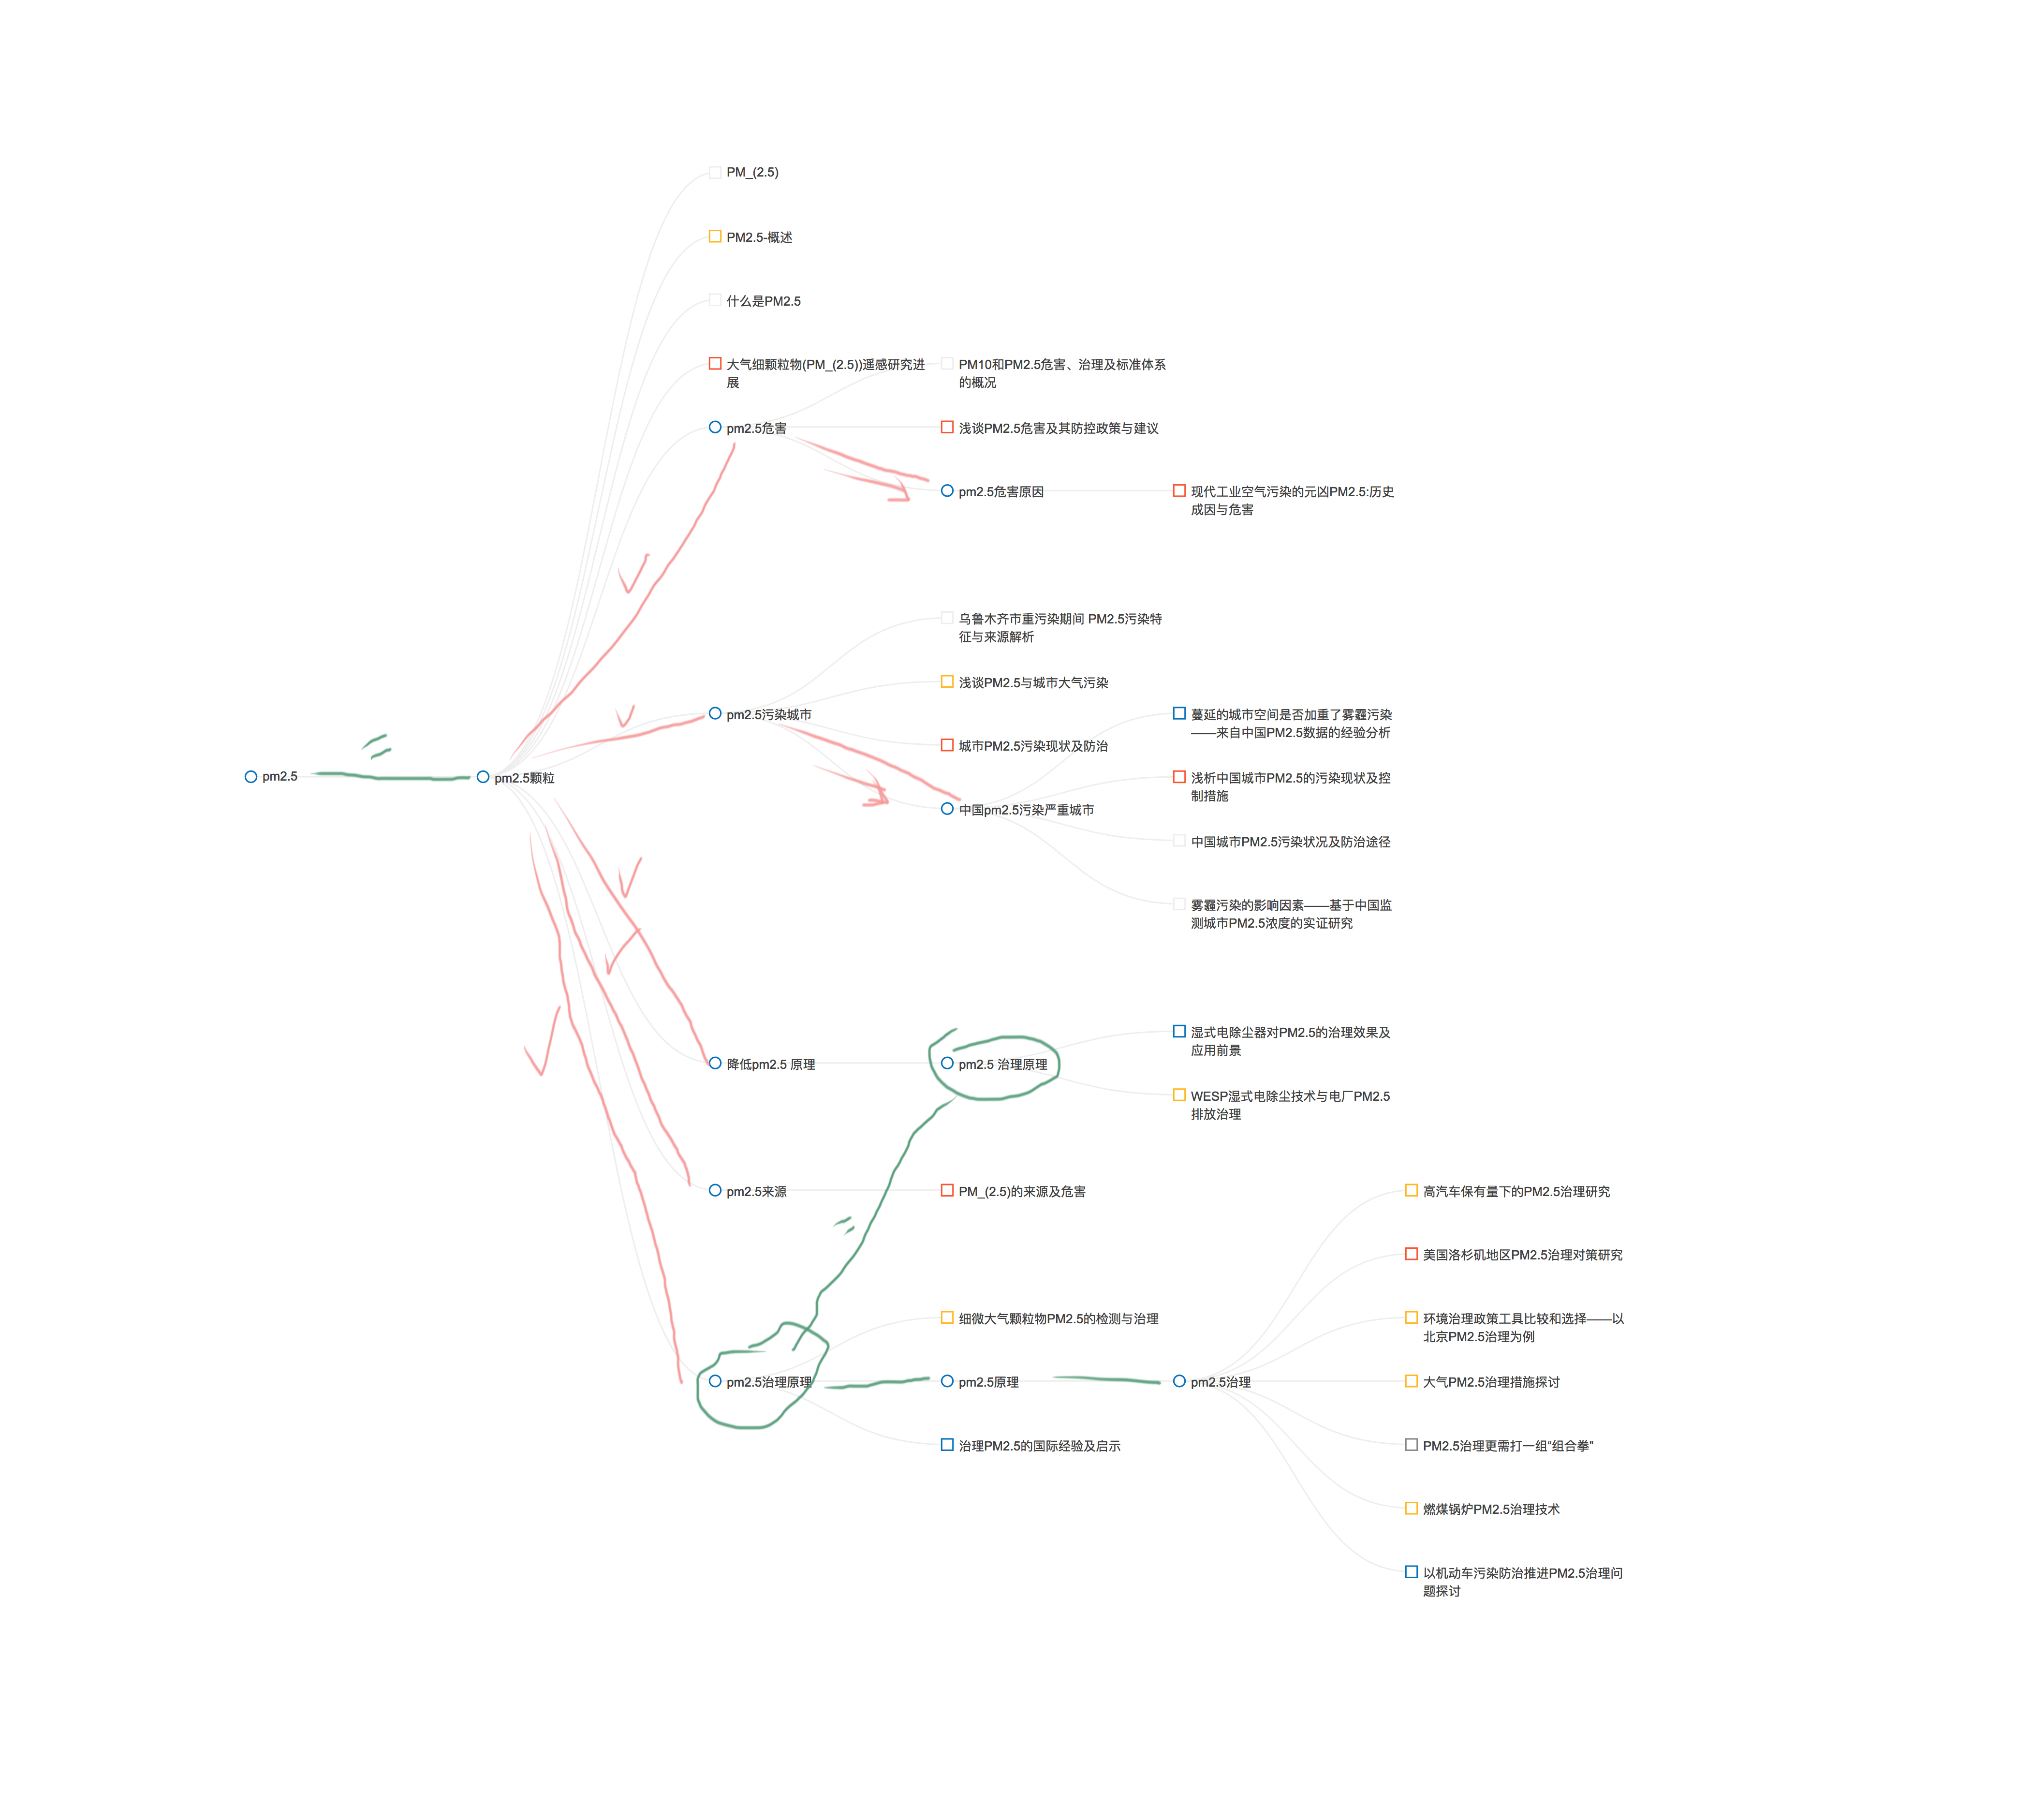 PM_(2.5)
PM2.5-概述
什么是PM2.5
大气细颗粒物(PM_(2.5))遥感研究进
展
PM10和PM2.5危害、治理及标准体系
的概况
pm2.5危害
浅谈PM2.5危害及其防控政策与建议
pm2.5危害原因
现代工业空气污染的元凶PM2.5:历史
成因与危害
乌鲁木齐市重污染期间 PM2.5污染特
征与来源解析
浅谈PM2.5与城市大气污染
pm2.5污染城市
蔓延的城市空间是否加重了雾霾污染
——来自中国PM2.5数据的经验分析
城市PM2.5污染现状及防治
pm2.5
pm2.5颗粒
浅析中国城市PM2.5的污染现状及控
制措施
中国pm2.5污染严重城市
中国城市PM2.5污染状况及防治途径
雾霾污染的影响因素——基于中国监
测城市PM2.5浓度的实证研究
湿式电除尘器对PM2.5的治理效果及
应用前景
降低pm2.5 原理
pm2.5 治理原理
WESP湿式电除尘技术与电厂PM2.5
排放治理
pm2.5来源
PM_(2.5)的来源及危害
高汽车保有量下的PM2.5治理研究
美国洛杉矶地区PM2.5治理对策研究
细微大气颗粒物PM2.5的检测与治理
环境治理政策工具比较和选择——以
北京PM2.5治理为例
pm2.5治理原理
pm2.5原理
pm2.5治理
大气PM2.5治理措施探讨
治理PM2.5的国际经验及启示
PM2.5治理更需打一组“组合拳”
燃煤锅炉PM2.5治理技术
以机动车污染防治推进PM2.5治理问
题探讨